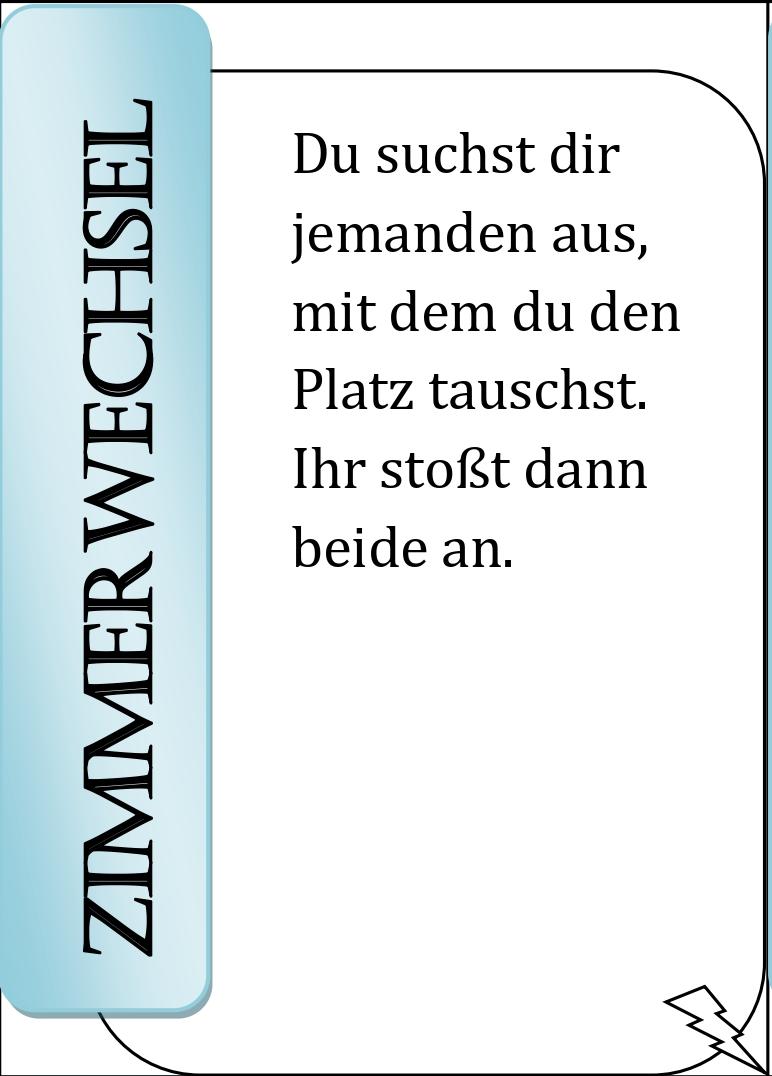 ZIMMERWECHSEL
Du suchst dir
jemanden aus,
mit dem du den
Platz tauschst.
Ihr stoßt dann
beide an.